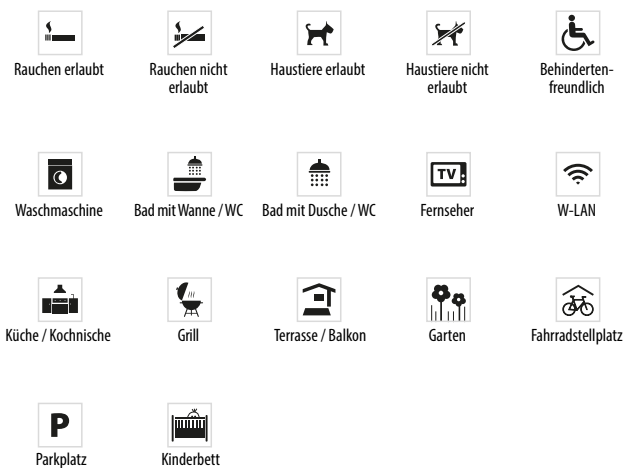 Rauchen erlaubt
Rauchen nicht
erlaubt
Haustiere erlaubt
Haustiere nicht
erlaubt
Behinderten-
freundlich
Waschmaschine
Bad mit Wanne / WC
Bad mit Dusche / WC
TV
Fernseher
W-LAN
Küche / Kochnische
Grill
Terrasse / Balkon
Garten
Fahrradstellplatz
P
Parkplatz
Kinderbett